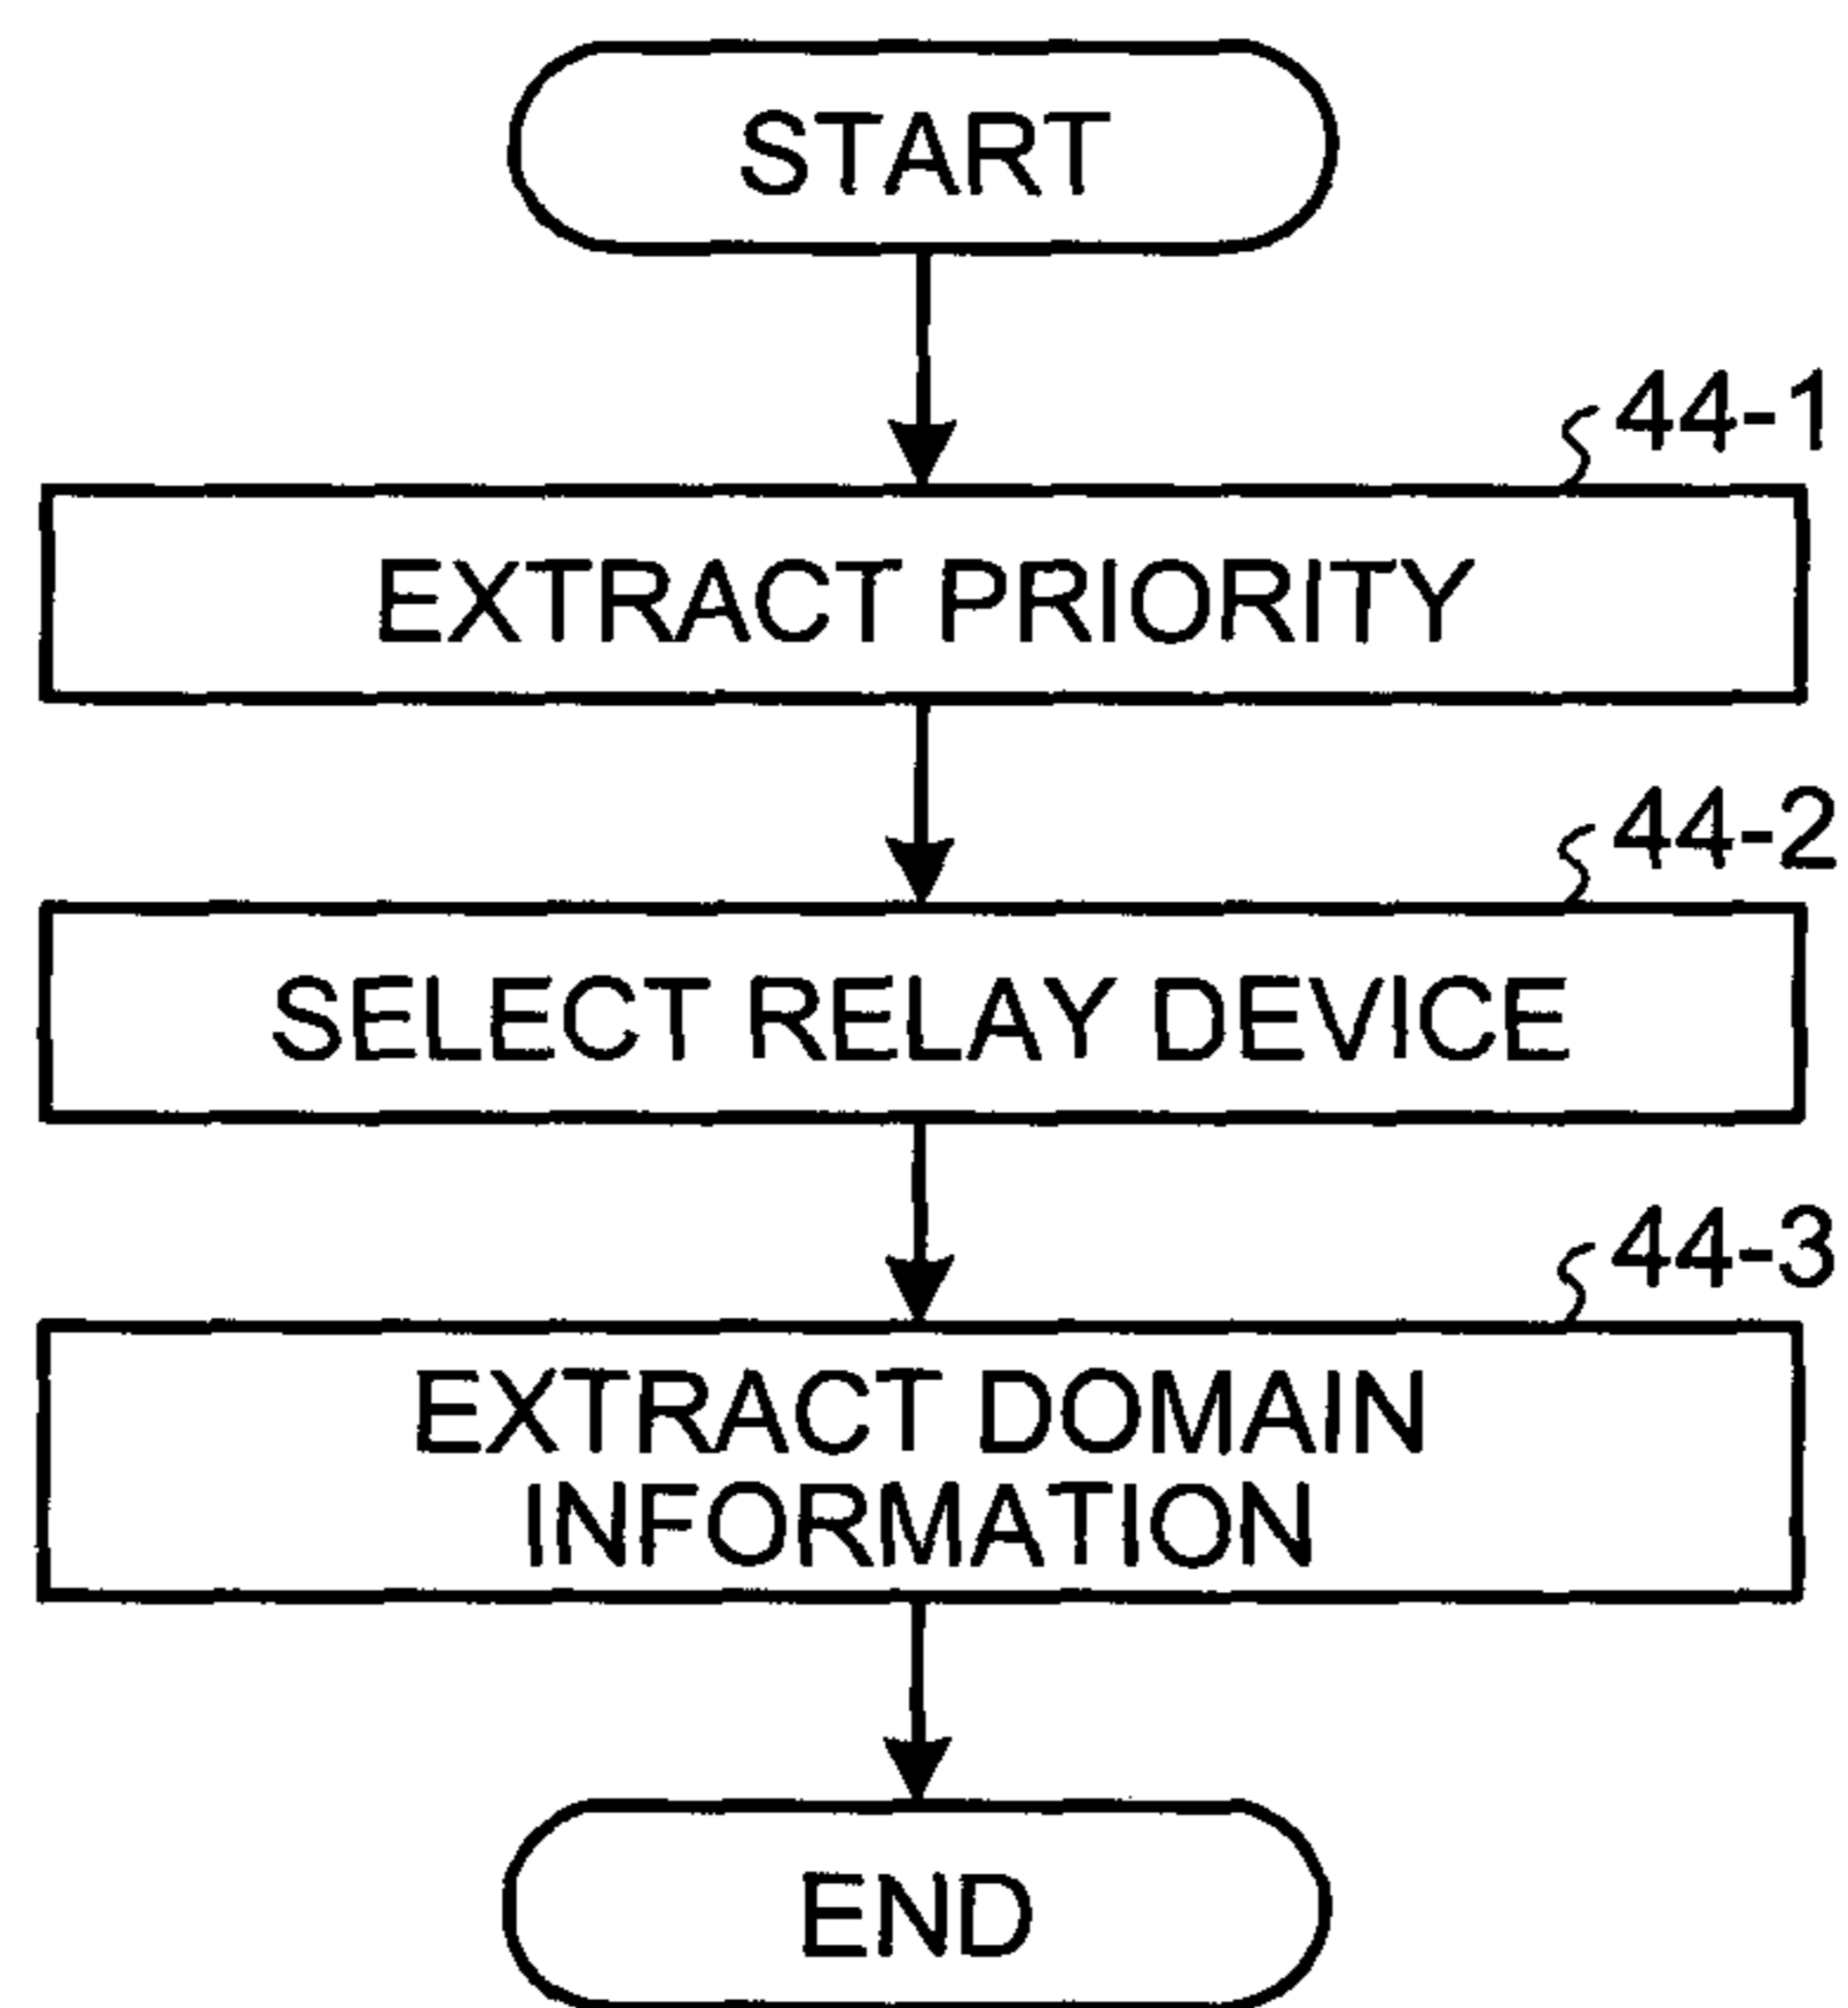 START
44-1
EXTRACT PRIORITY
44-2
SELECT RELAY DEVICE
44-3
EXTRACT DOMAIN
INFORMATION
END